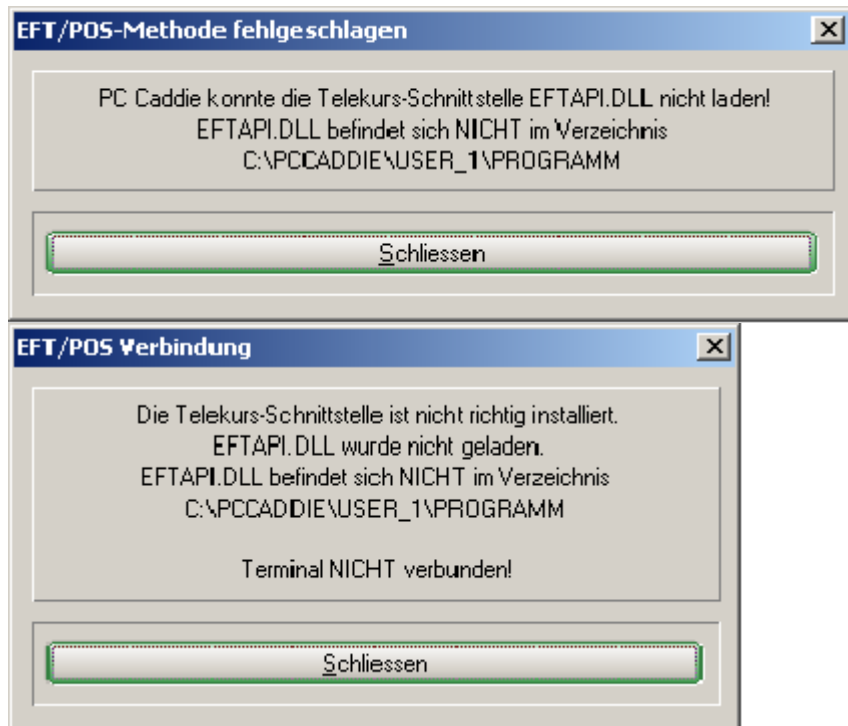 EFT/POS-Methode fehlgeschlagen
PC Caddie konnte die Telekurs-Schnittstelle EFTAPI.DLL nicht laden!
EFTAPI.DLL befindet sich NICHT im Verzeichnis
C:\PCCADDIE\USER_1\PROGRAMM
Schliessen
EFT/POS Verbindung
Die Telekurs-Schnittstelle ist nicht richtig installiert.
EFTAPI.DLL wurde nicht geladen.
EFTAPI.DLL befindet sich NICHT im Verzeichnis
C:\PCCADDIE\USER_1\PROGRAMM
Terminal NICHT verbunden!
Schliessen